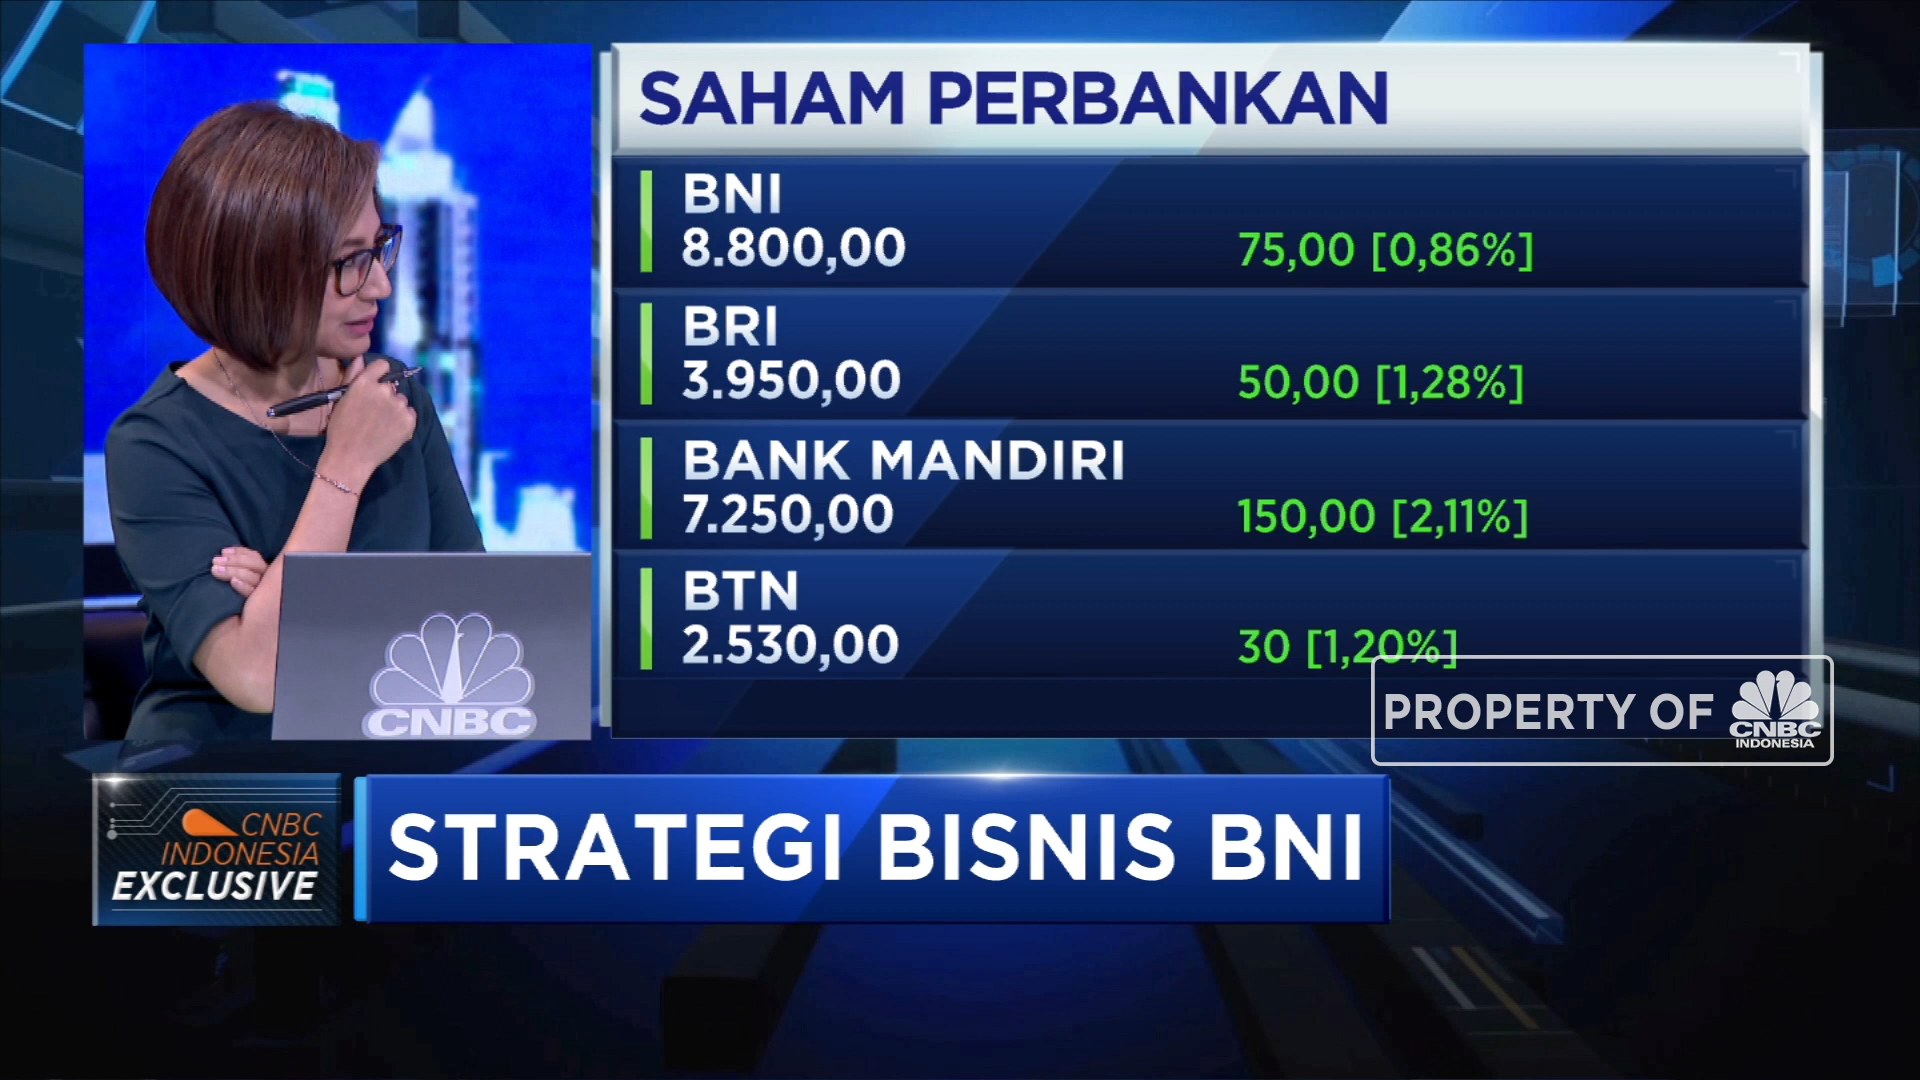 SAHAM PERBANKAN
BNI
8.800,00 75,00 [0,86%]
BRI
3.950,00 50,00 [1,28%]
BANK MANDIRI
7.250,00 150,00 [2,11%]
BTN
2.530,00 30 [1,20%]
PROPERTY OF CNBC INDONESIA
CNBC
CNBC
INDONESIA
EXCLUSIVE
STRATEGI BISNIS BNI